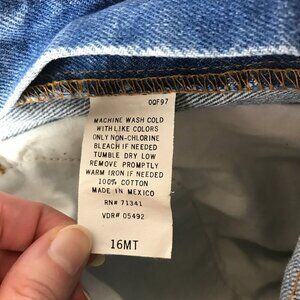 OQF97
MACHINE WASH COLD
WITH LIKE COLORS
ONLY NON-CHLORINE
BLEACH IF NEEDED
TUMBLE DRY LOW
REMOVE PROMPTLY
WARM IRON IF NEEDED
100% COTTON
MADE IN MEXICO
RN# 71341
VDR# 05492
16MT